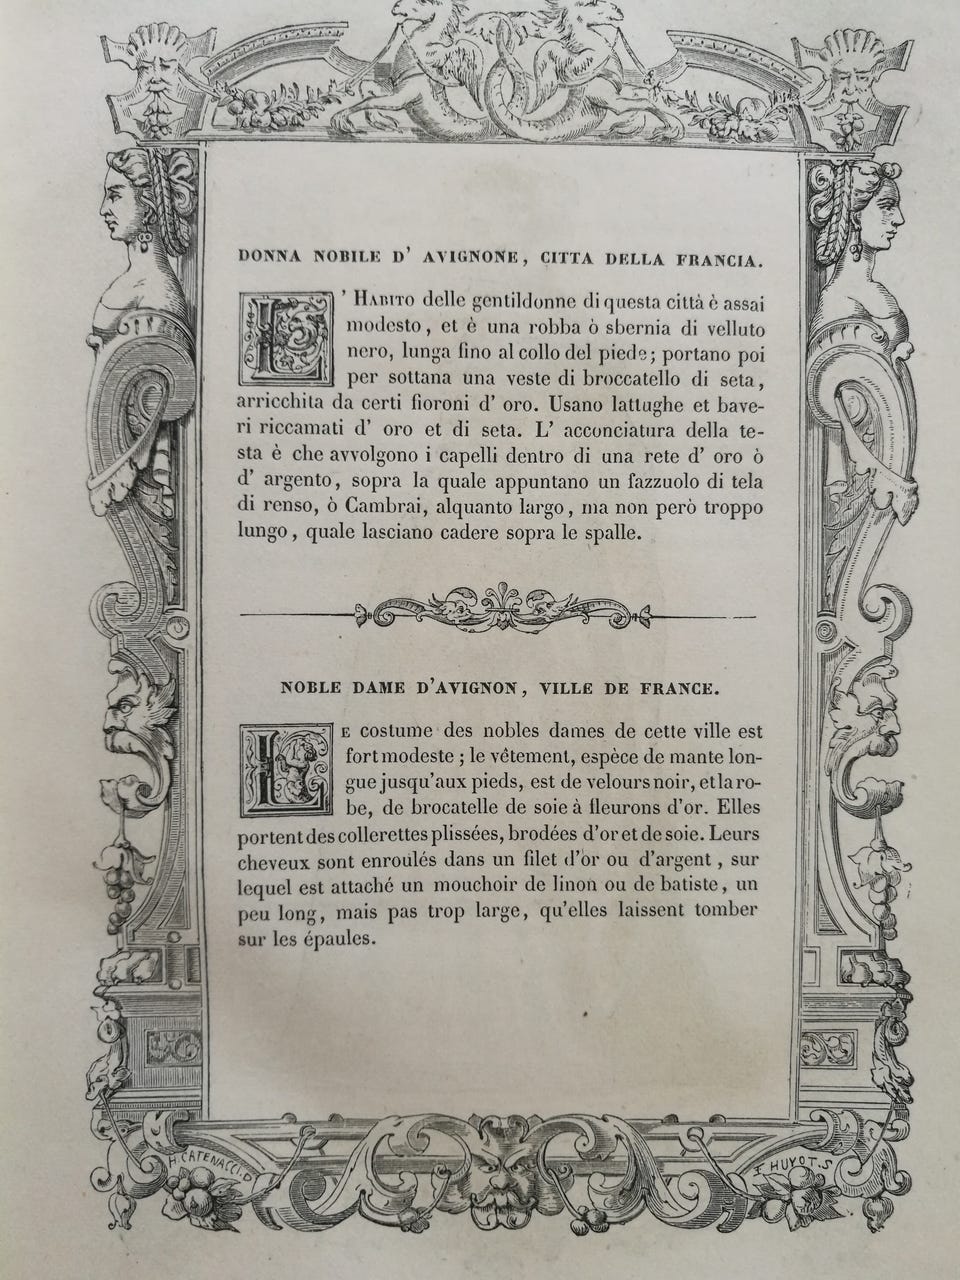 DONNA NOBILE D' AVIGNONE, CITTA DELLA FRANCIA.
L' HABITO delle gentildonne di questa città è assai
modesto, et è una robba ò sbernia di velluto
nero, lunga fino al collo del piede; portano poi
per sottana una veste di broccatello di seta,
arricchita da certi fioroni d' oro. Usano lattughe et bave-
ri riccamati d' oro et di seta. L' acconciatura della te-
sta è che avvolgono i capelli dentro di una rete d' oro ò
d' argento, sopra la quale appuntano un fazzuolo di tela
di renso, ò Cambrai, alquanto largo, ma non però troppo
lungo, quale lasciano cadere sopra le spalle.
NOBLE DAME D'AVIGNON, VILLE DE FRANCE.
LE costume des nobles dames de cette ville est
fort modeste; le vêtement, espèce de mante lon-
gue jusqu'aux pieds, est de velours noir, et la ro-
be, de brocatelle de soie à fleurons d'or. Elles
portent des collerettes plissées, brodées d'or et de soie. Leurs
cheveux sont enroulés dans un filet d'or ou d'argent, sur
lequel est attaché un mouchoir de linon ou de batiste, un
peu long, mais pas trop large, qu'elles laissent tomber
sur les épaules.
H. CATENACCI. D
F HUYOT. S